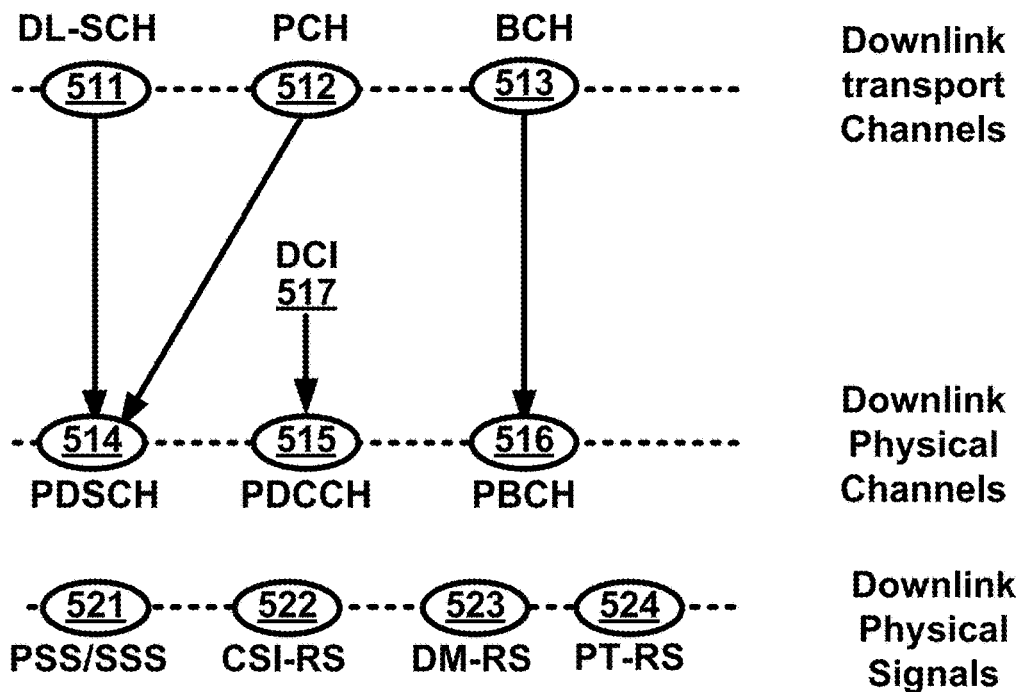 DL-SCH PCH BCH
Downlink
transport
Channels
511 512 513
DCI
517
Downlink
Physical
Channels
514 515 516
PDSCH PDCCH PBCH
Downlink
Physical
Signals
521 522 523 524
PSS/SSS CSI-RS DM-RS PT-RS